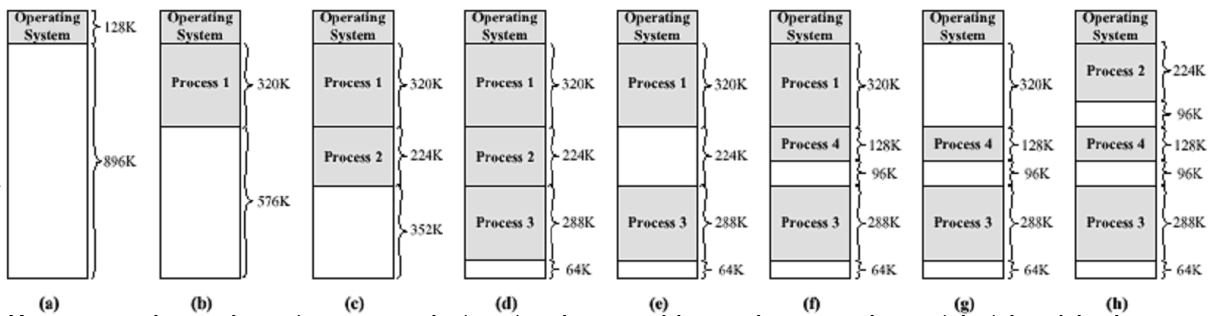 Operating
System
128K
896K
(a)
Operating
System
Process 1
320K
576K
(b)
Operating
System
Process 1
320K
Process 2
224K
352K
(c)
Operating
System
Process 1
320K
Process 2
224K
Process 3
288K
64K
(d)
Operating
System
Process 1
320K
224K
Process 3
288K
64K
(e)
Operating
System
Process 1
320K
Process 4
128K
96K
Process 3
288K
64K
(f)
Operating
System
320K
Process 4
128K
96K
Process 3
288K
64K
(g)
Operating
System
Process 2
224K
96K
Process 4
128K
96K
Process 3
288K
64K
(h)